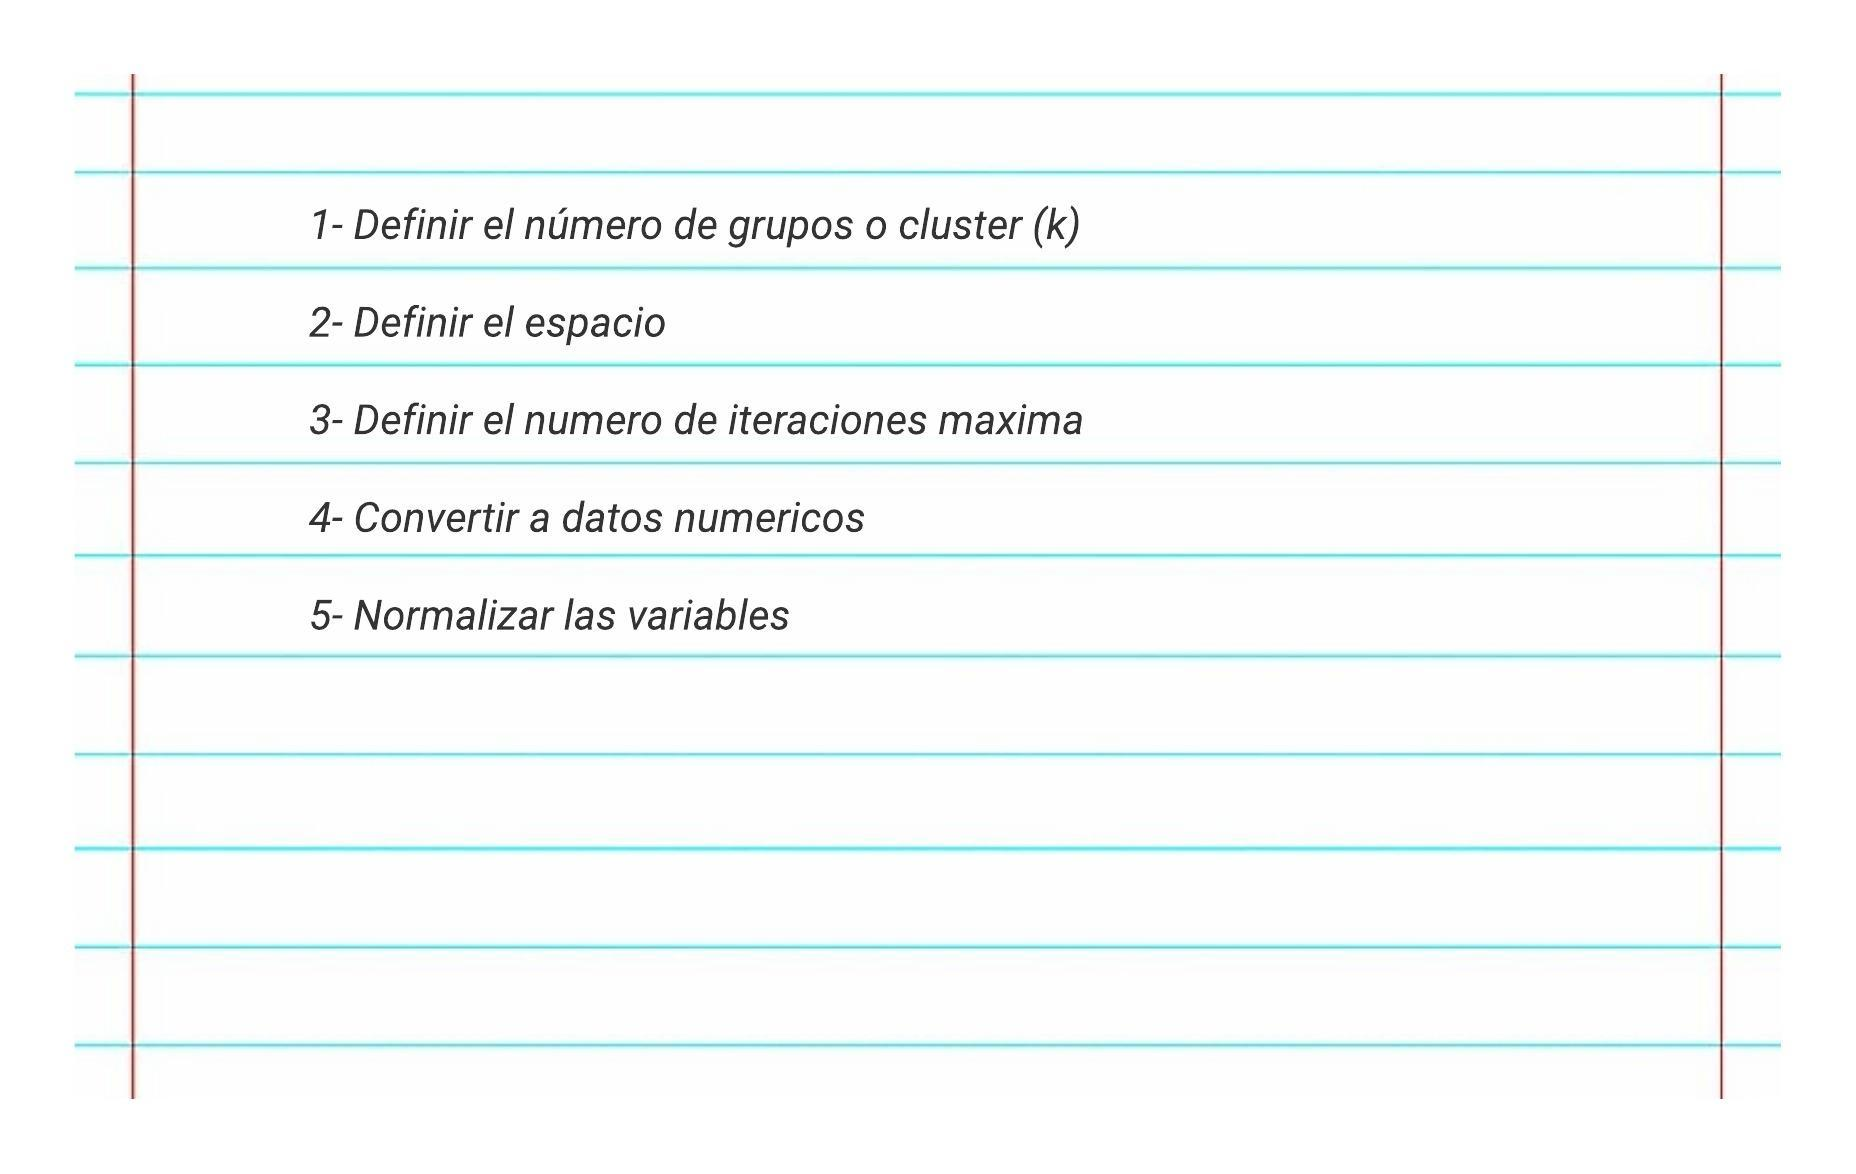 1- Definir el número de grupos o cluster (k)
2- Definir el espacio
3- Definir el numero de iteraciones maxima
4- Convertir a datos numericos
5- Normalizar las variables